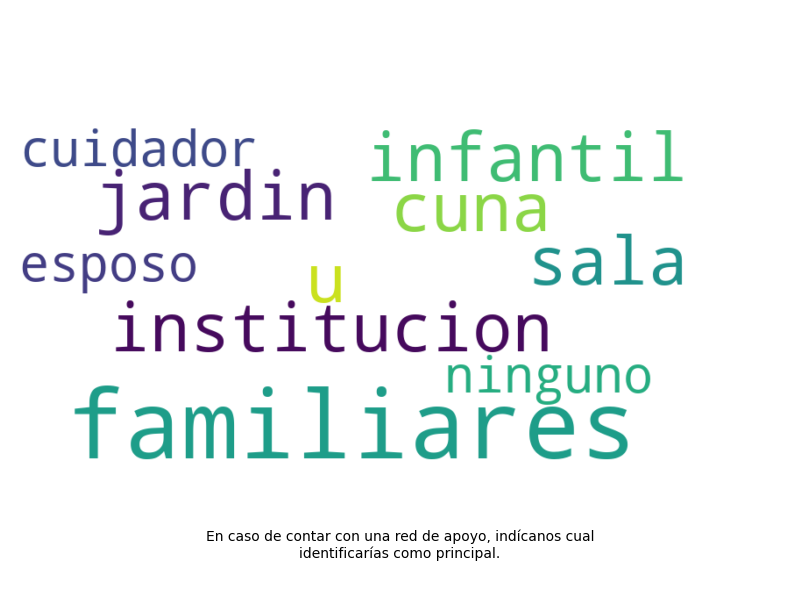 cuidador infantil
jardin cuna
esposo u sala
institucion
ninguno
familiares
En caso de contar con una red de apoyo, indícanos cual
identificarías como principal.